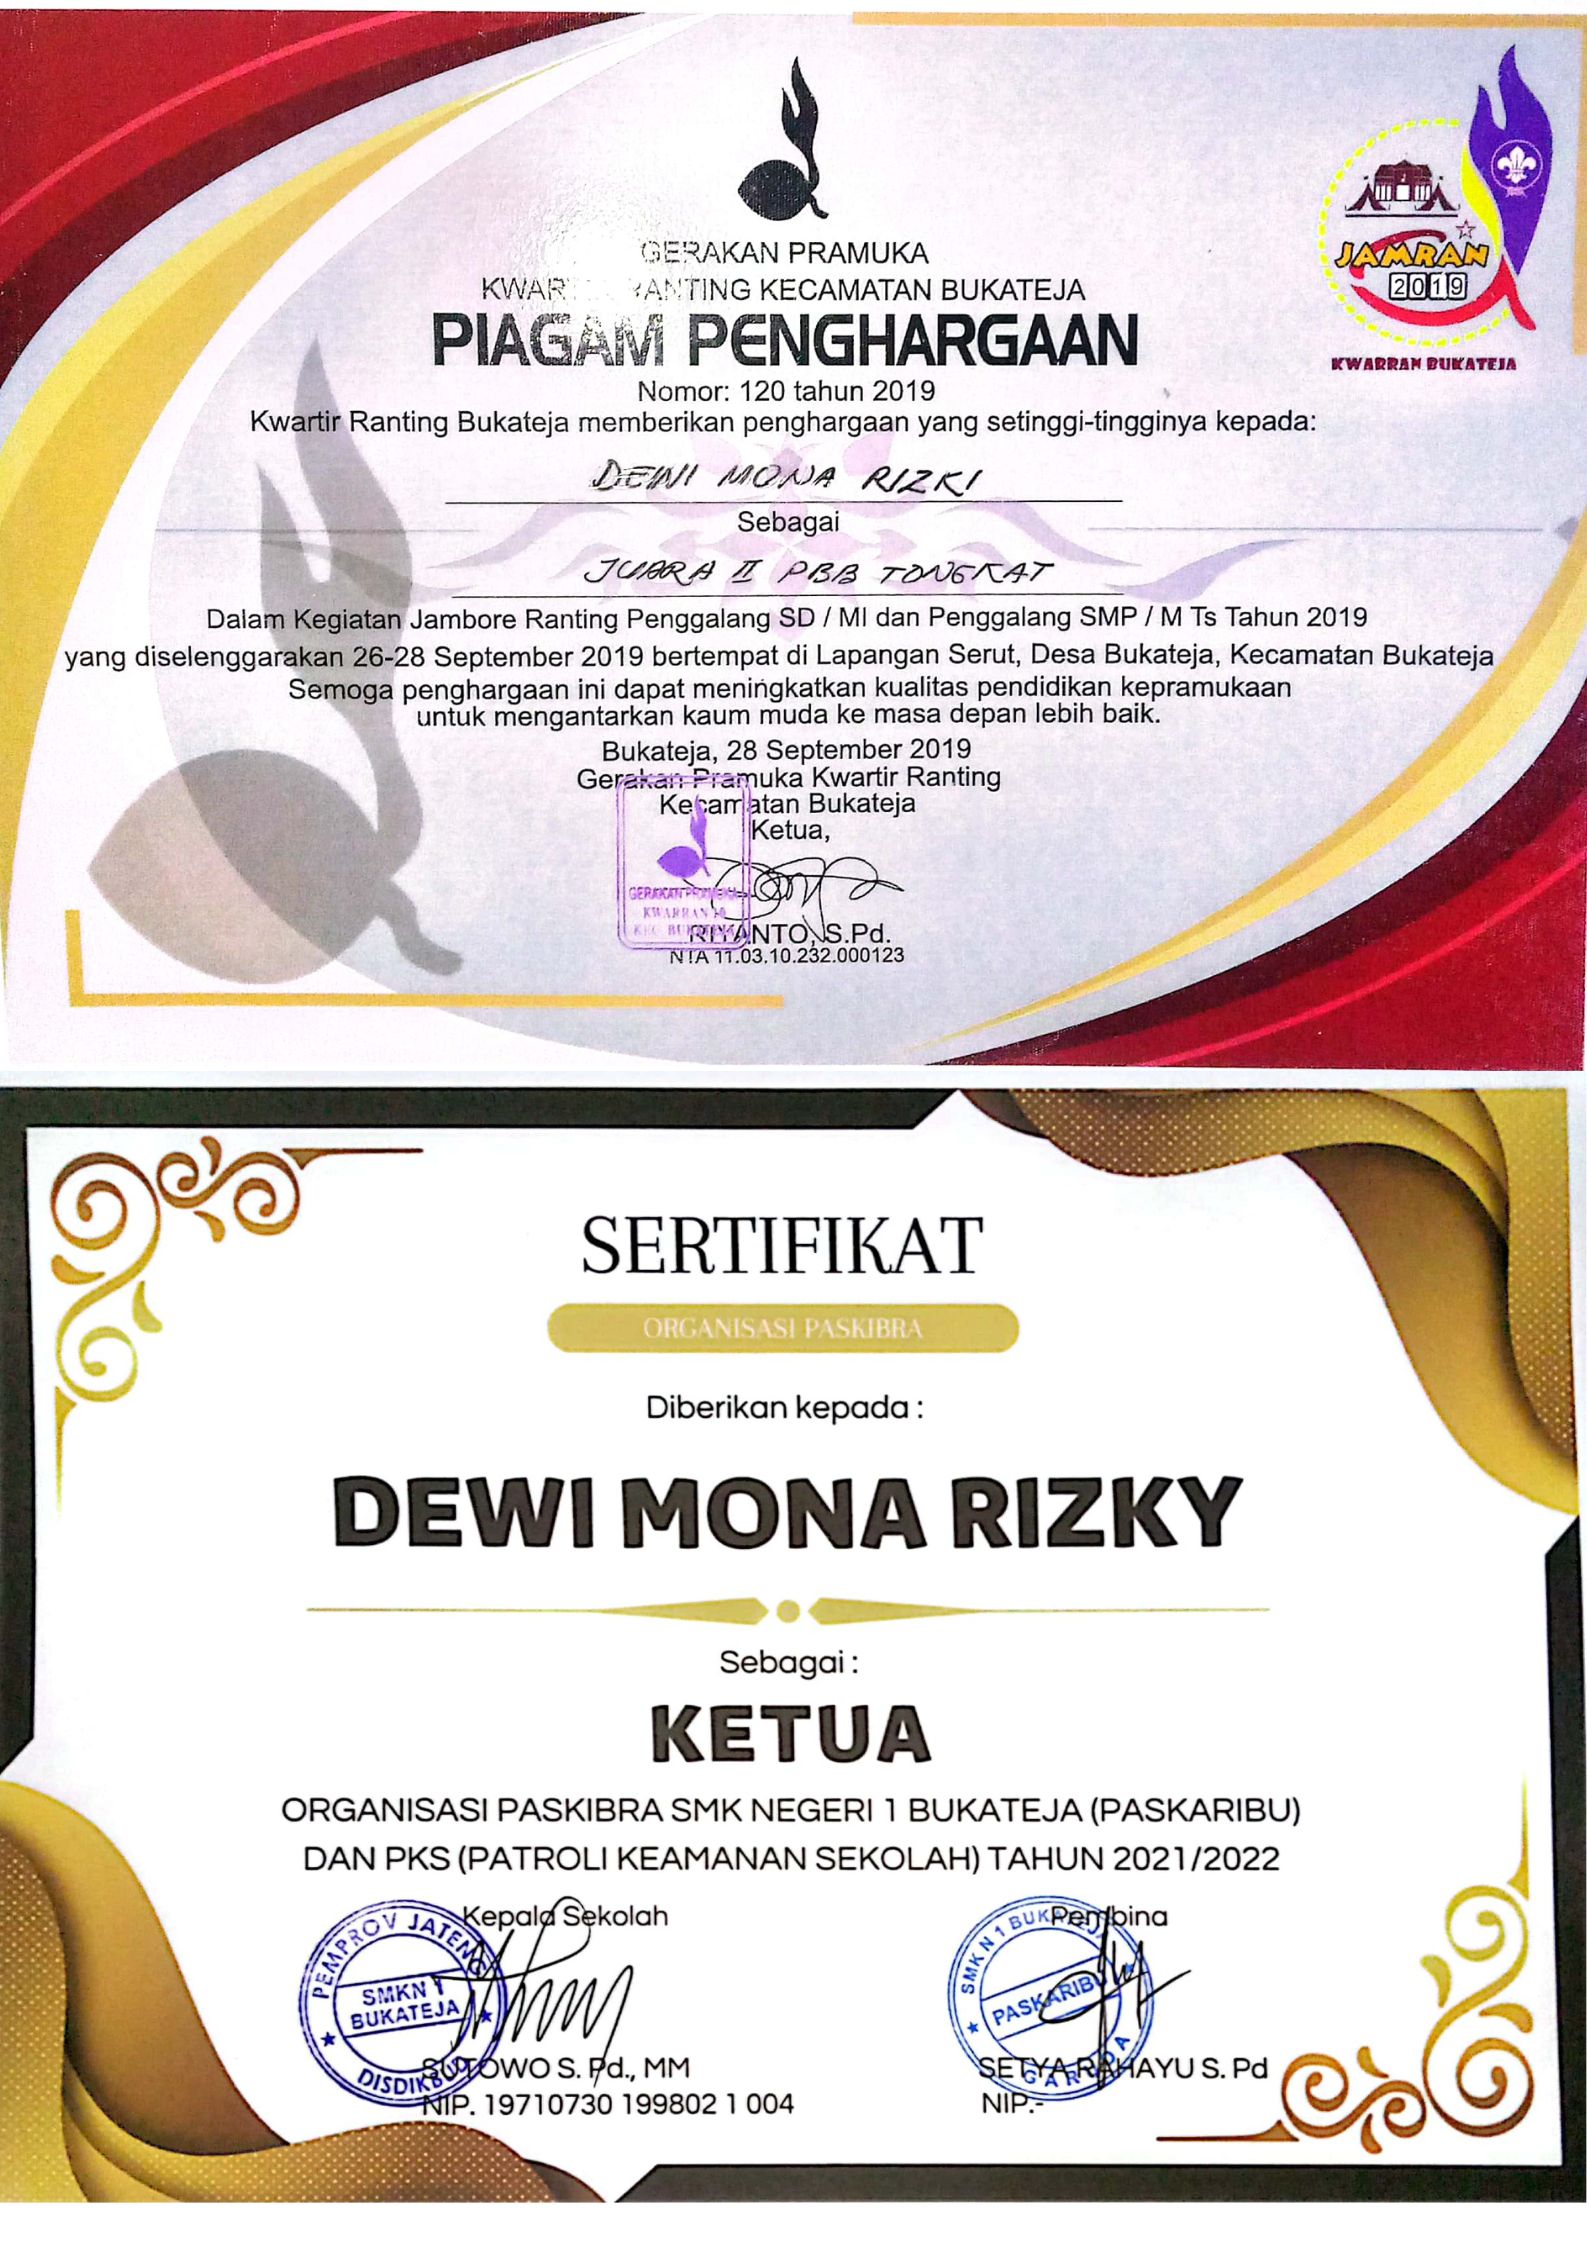 JAMRAN
2019
KWARRAN BUKATEJA
GERAKAN PRAMUKA
KWARTIR RANTING KECAMATAN BUKATEJA
PIAGAM PENGHARGAAN
Nomor: 120 tahun 2019
Kwartir Ranting Bukateja memberikan penghargaan yang setinggi-tingginya kepada:
DEWI MONA RIZKI
Sebagai
JUARA II PBB TONGKAT
Dalam Kegiatan Jambore Ranting Penggalang SD / MI dan Penggalang SMP / M Ts Tahun 2019
yang diselenggarakan 26-28 September 2019 bertempat di Lapangan Serut, Desa Bukateja, Kecamatan Bukateja
Semoga penghargaan ini dapat meningkatkan kualitas pendidikan kepramukaan
untuk mengantarkan kaum muda ke masa depan lebih baik.
Bukateja, 28 September 2019
Gerakan Pramuka Kwartir Ranting
Kecamatan Bukateja
Ketua,
GERAKAN PRAMUKA
KWARRAN 10
KEC. BUKATEJA
RIYANTO, S.Pd.
NTA 11.03.10.232.000123
SERTIFIKAT
ORGANISASI PASKIBRA
Diberikan kepada :
DEWI MONA RIZKY
Sebagai :
KETUA
ORGANISASI PASKIBRA SMK NEGERI 1 BUKATEJA (PASKARIBU)
DAN PKS (PATROLI KEAMANAN SEKOLAH) TAHUN 2021/2022
Kepala Sekolah
PEMPROV JATENG
SMKN 1
BUKATEJA
DISDIKBUD
SUTOWO S. Pd., MM
NIP. 19710730 199802 1 004
Pembina
SMKN 1 BUKATEJA
PASKARIBU
GARUDA
SETYA RAHAYU S. Pd
NIP.-